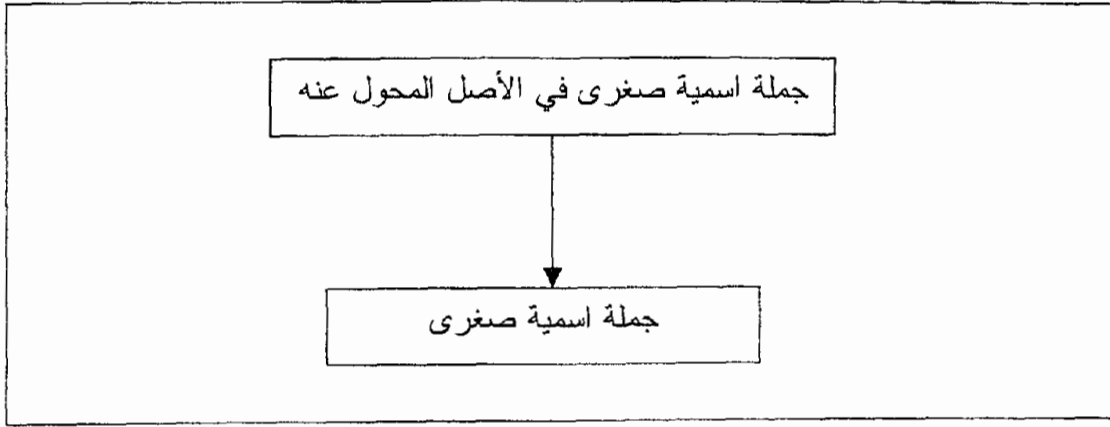 جملة اسمية صغرى في الأصل المحول عنه
جملة اسمية صغرى